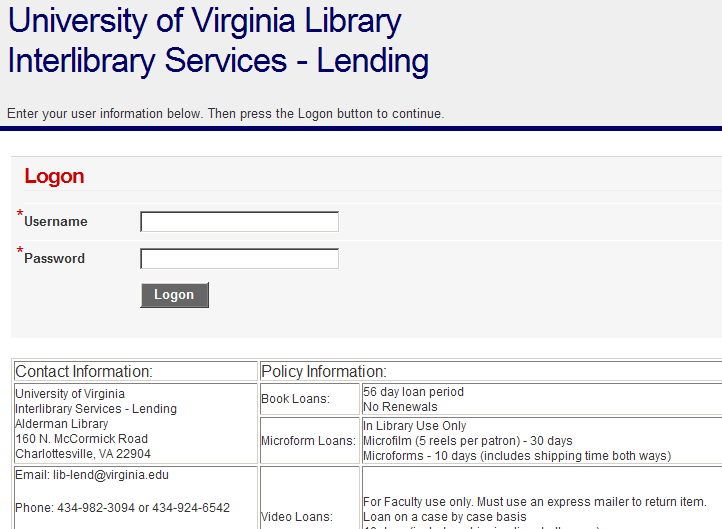 University of Virginia Library
Interlibrary Services - Lending
Enter your user information below. Then press the Logon button to continue.
Logon
*Username
*Password
Logon
Contact Information:
University of Virginia
Interlibrary Services - Lending
Alderman Library
160 N. McCormick Road
Charlottesville, VA 22904
Email: lib-lend@virginia.edu
Phone: 434-982-3094 or 434-924-6542
Policy Information:
Book Loans:
56 day loan period
No Renewals
Microform Loans:
In Library Use Only
Microfilm (5 reels per patron) - 30 days
Microforms - 10 days (includes shipping time both ways)
Video Loans:
For Faculty use only. Must use an express mailer to return item.
Loan on a case by case basis